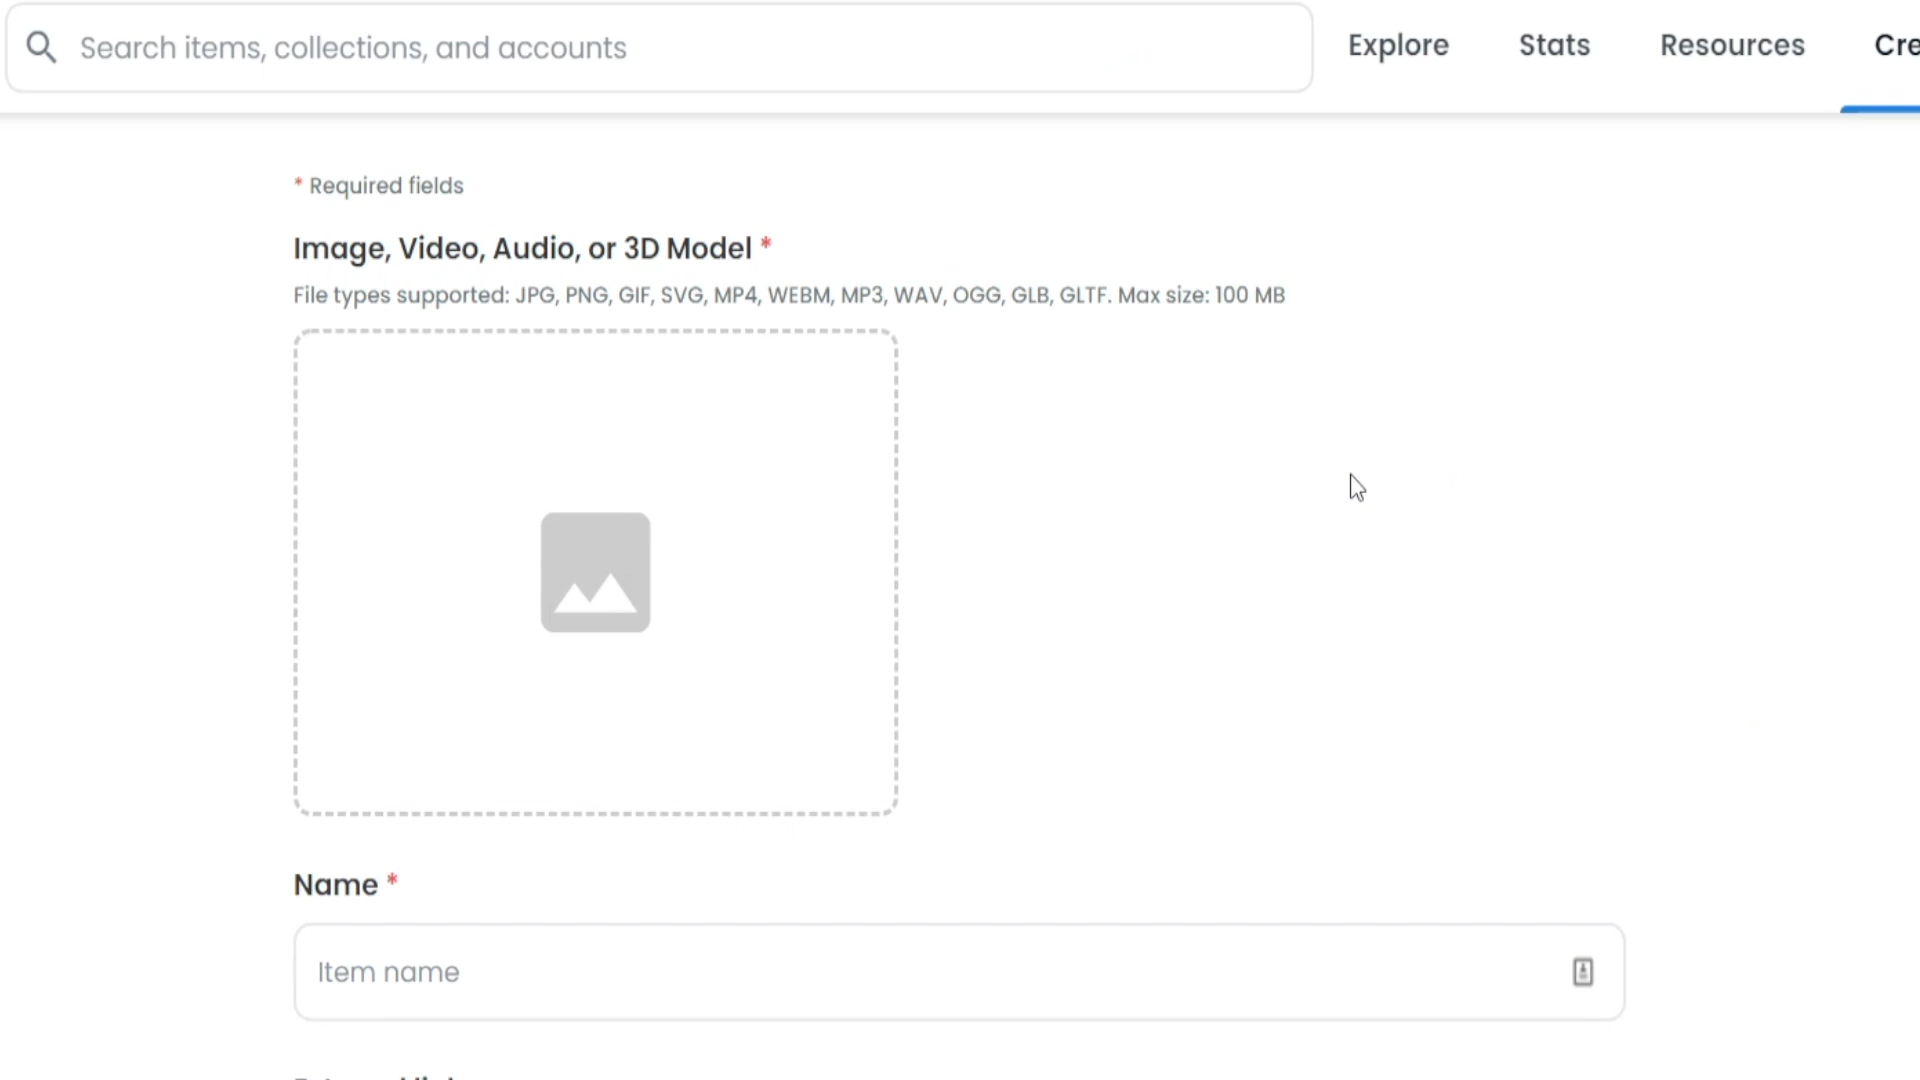 Search items, collections, and accounts
Explore
Stats
Resources
Cre
* Required fields
Image, Video, Audio, or 3D Model *
File types supported: JPG, PNG, GIF, SVG, MP4, WEBM, MP3, WAV, OGG, GLB, GLTF. Max size: 100 MB
Name *
Item name